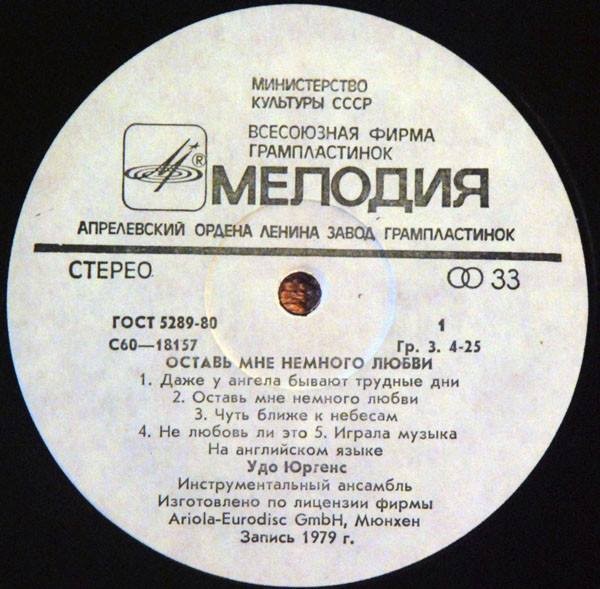 МИНИСТЕРСТВО
КУЛЬТУРЫ СССР
ВСЕСОЮЗНАЯ ФИРМА
ГРАМПЛАСТИНОК
®
МЕЛОДИЯ
АПРЕЛЕВСКИЙ ОРДЕНА ЛЕНИНА ЗАВОД ГРАМПЛАСТИНОК
СТЕРЕО 33
ГОСТ 5289-80 1
С60—18157 Гр. 3. 4-25
ОСТАВЬ МНЕ НЕМНОГО ЛЮБВИ
1. Даже у ангела бывают трудные дни
2. Оставь мне немного любви
3. Чуть ближе к небесам
4. Не любовь ли это 5. Играла музыка
На английском языке
Удо Юргенс
Инструментальный ансамбль
Изготовлено по лицензии фирмы
Ariola-Eurodisc GmbH, Мюнхен
Запись 1979 г.